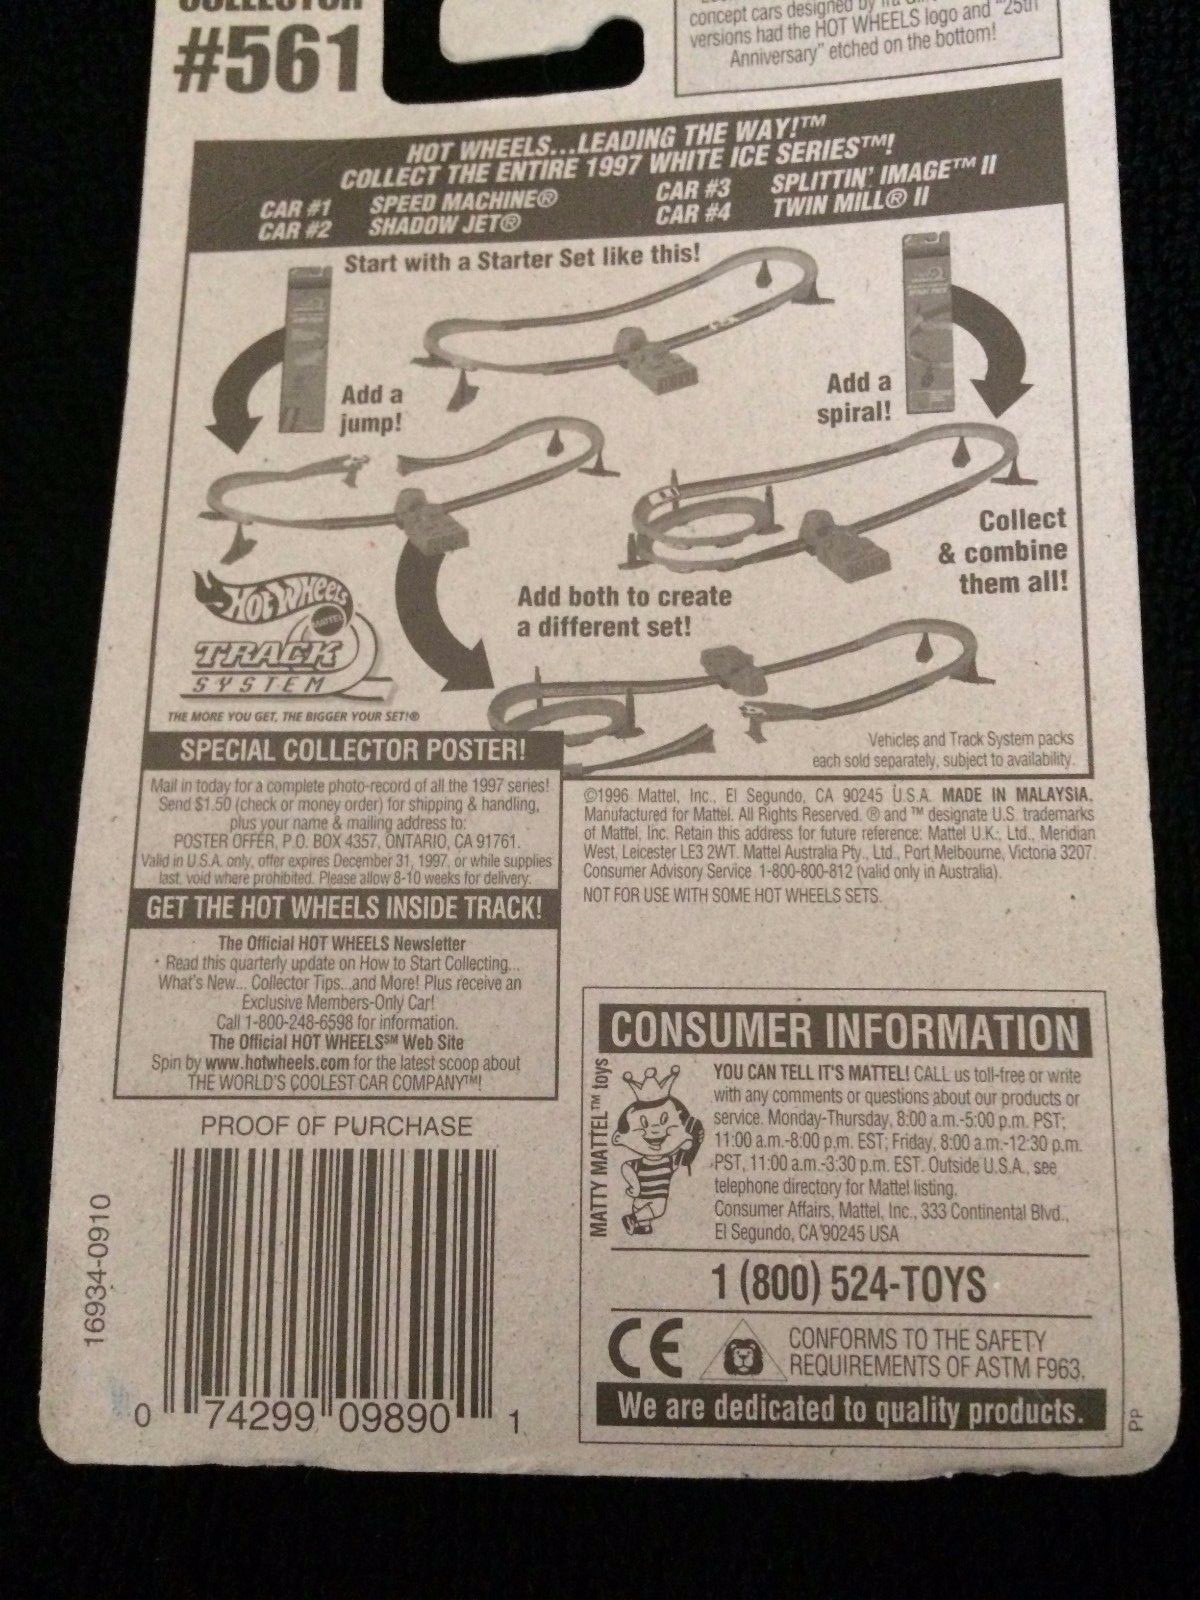 COLLECTOR
#561
concept cars designed by
versions had the HOT WHEELS logo and "25th
Anniversary" etched on the bottom!
HOT WHEELS...LEADING THE WAY!™
COLLECT THE ENTIRE 1997 WHITE ICE SERIES™!
CAR #1 SPEED MACHINE®
CAR #2 SHADOW JET®
CAR #3 SPLITTIN' IMAGE™ II
CAR #4 TWIN MILL® II
Start with a Starter Set like this!
Add a
jump!
Add a
spiral!
Collect
& combine
them all!
Add both to create
a different set!
HOT WHEELS
MATTEL
TRACK
SYSTEM
THE MORE YOU GET, THE BIGGER YOUR SET!®
Vehicles and Track System packs
each sold separately, subject to availability.
SPECIAL COLLECTOR POSTER!
Mail in today for a complete photo-record of all the 1997 series!
Send $1.50 (check or money order) for shipping & handling,
plus your name & mailing address to:
POSTER OFFER, P.O. BOX 4357, ONTARIO, CA 91761.
Valid in U.S.A. only, offer expires December 31, 1997, or while supplies
last, void where prohibited. Please allow 8-10 weeks for delivery.
GET THE HOT WHEELS INSIDE TRACK!
The Official HOT WHEELS Newsletter
• Read this quarterly update on How to Start Collecting...
What's New... Collector Tips...and More! Plus receive an
Exclusive Members-Only Car!
Call 1-800-248-6598 for information.
The Official HOT WHEELS℠ Web Site
Spin by www.hotwheels.com for the latest scoop about
THE WORLD'S COOLEST CAR COMPANY™!
©1996 Mattel, Inc., El Segundo, CA 90245 U.S.A. MADE IN MALAYSIA.
Manufactured for Mattel. All Rights Reserved. ® and ™ designate U.S. trademarks
of Mattel, Inc. Retain this address for future reference: Mattel U.K., Ltd., Meridian
West, Leicester LE3 2WT. Mattel Australia Pty., Ltd., Port Melbourne, Victoria 3207.
Consumer Advisory Service 1-800-800-812 (valid only in Australia).
NOT FOR USE WITH SOME HOT WHEELS SETS.
PROOF OF PURCHASE
16934-0910
0 74299 09890 1
CONSUMER INFORMATION
MATTY MATTEL™ toys
YOU CAN TELL IT'S MATTEL! CALL us toll-free or write
with any comments or questions about our products or
service. Monday-Thursday, 8:00 a.m.-5:00 p.m. PST;
11:00 a.m.-8:00 p.m. EST; Friday, 8:00 a.m.-12:30 p.m.
PST, 11:00 a.m.-3:30 p.m. EST. Outside U.S.A., see
telephone directory for Mattel listing.
Consumer Affairs, Mattel, Inc., 333 Continental Blvd.,
El Segundo, CA 90245 USA
1 (800) 524-TOYS
CE
CONFORMS TO THE SAFETY
REQUIREMENTS OF ASTM F963.
We are dedicated to quality products.
PP